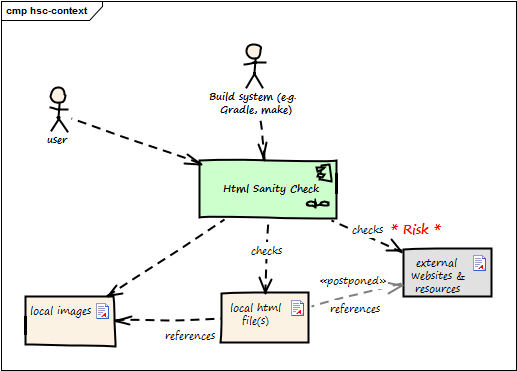 cmp hsc-context
Build system (e.g.
Gradle, make)
user
Html Sanity Check
checks * Risk *
checks
external
Websites &
resources
«postponed»
local images
local html
file(s)
references
references